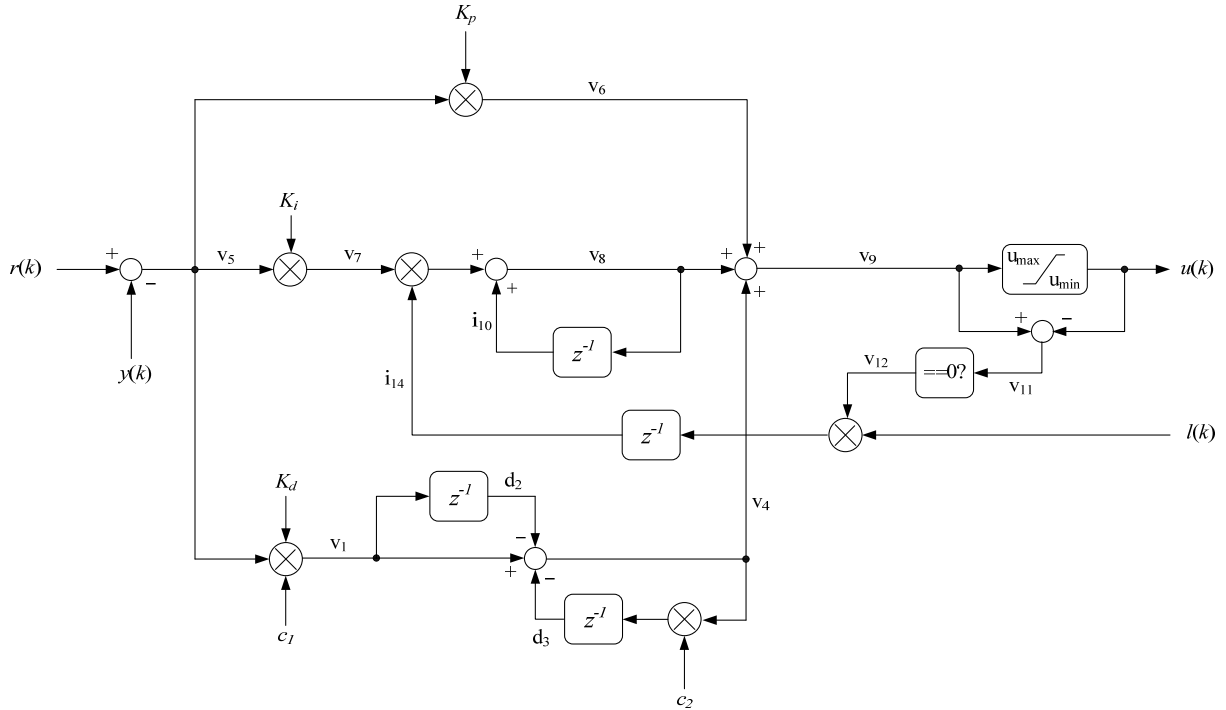 Kp
v6
Ki
r(k)
+
−
v5
v7
+
+
v8
+
+
+
v9
umax
umin
u(k)
y(k)
i10
z-1
+
−
i14
v12
==0?
v11
z-1
l(k)
Kd
z-1
d2
v4
v1
−
+
−
c1
d3
z-1
c2